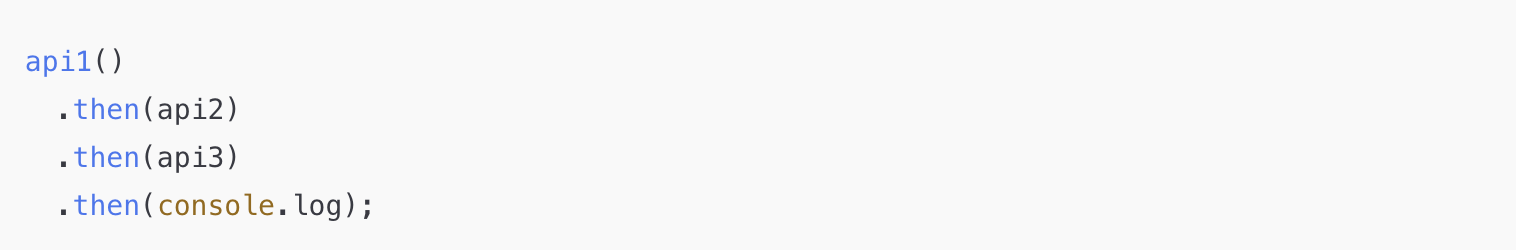 api1()
  .then(api2)
  .then(api3)
  .then(console.log);